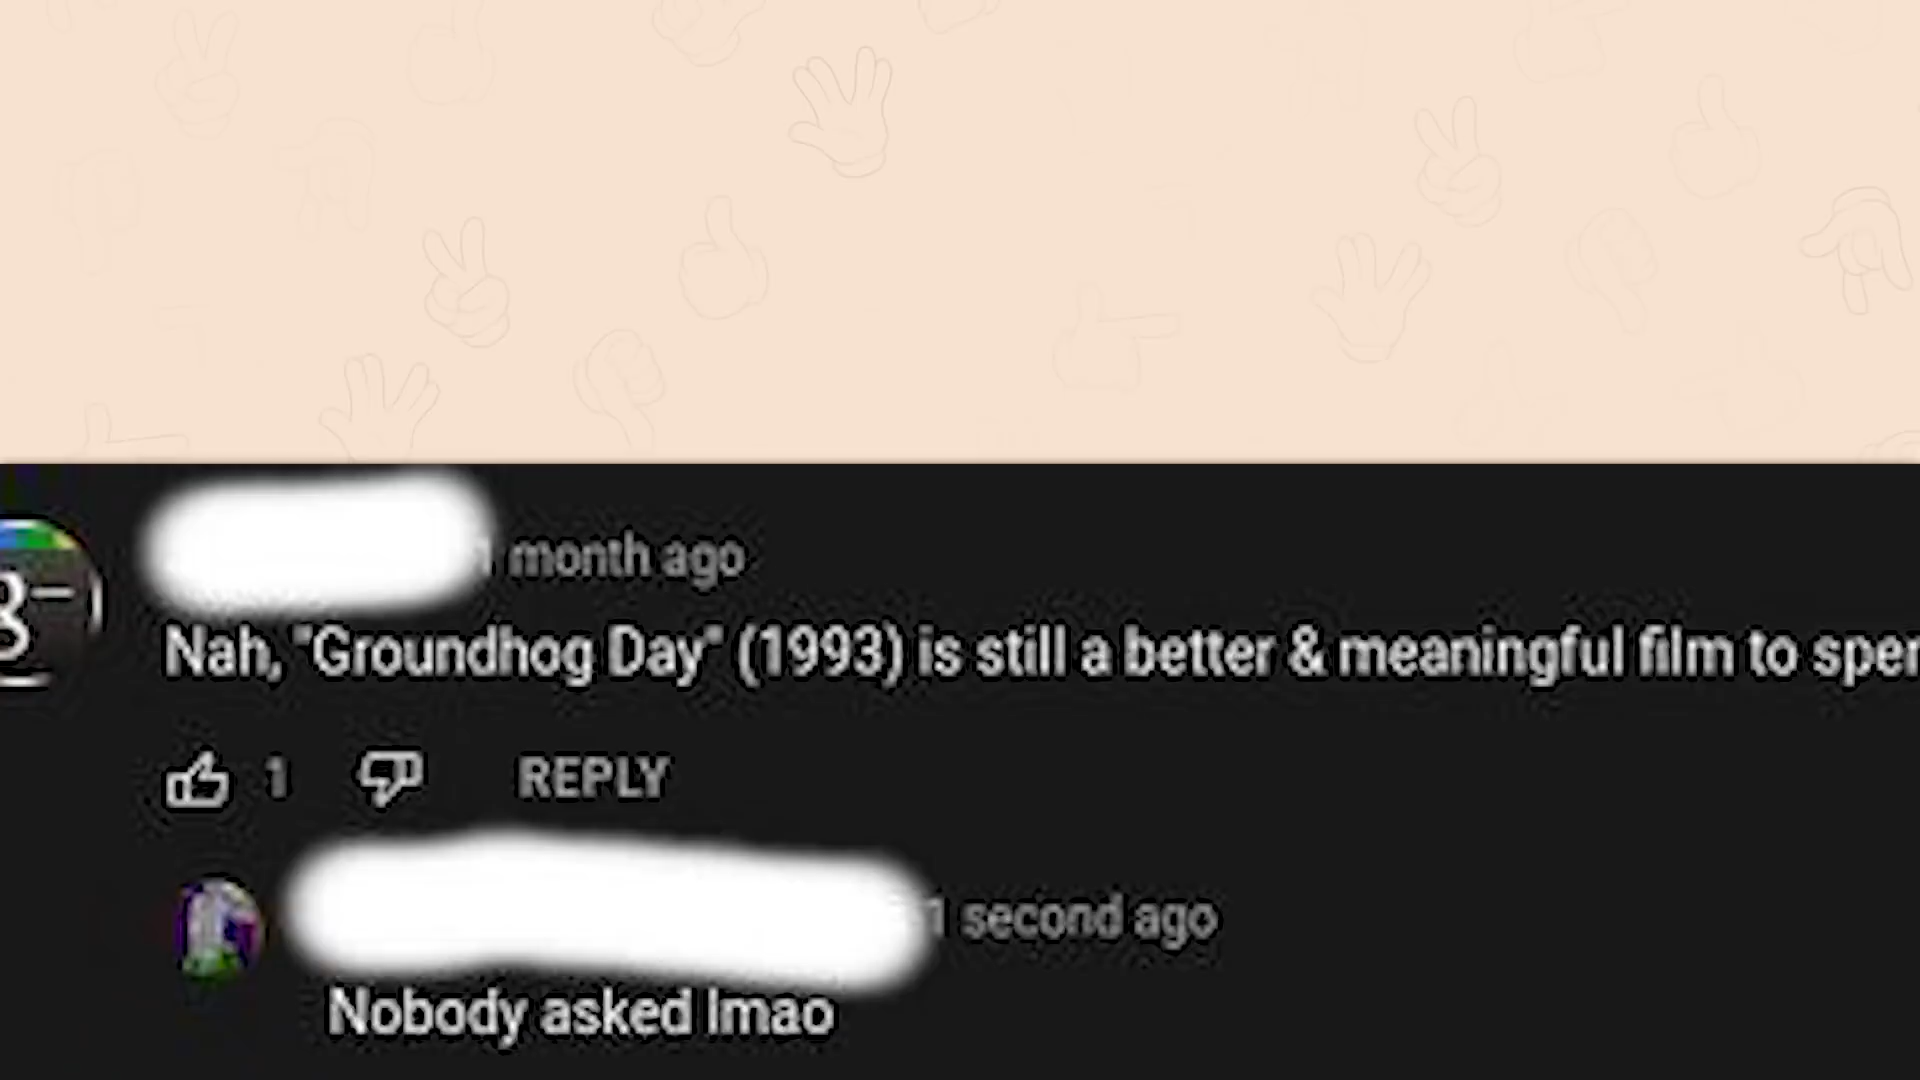 month ago
Nah, "Groundhog Day" (1993) is still a better & meaningful film to
1 REPLY
1 second ago
Nobody asked lmao